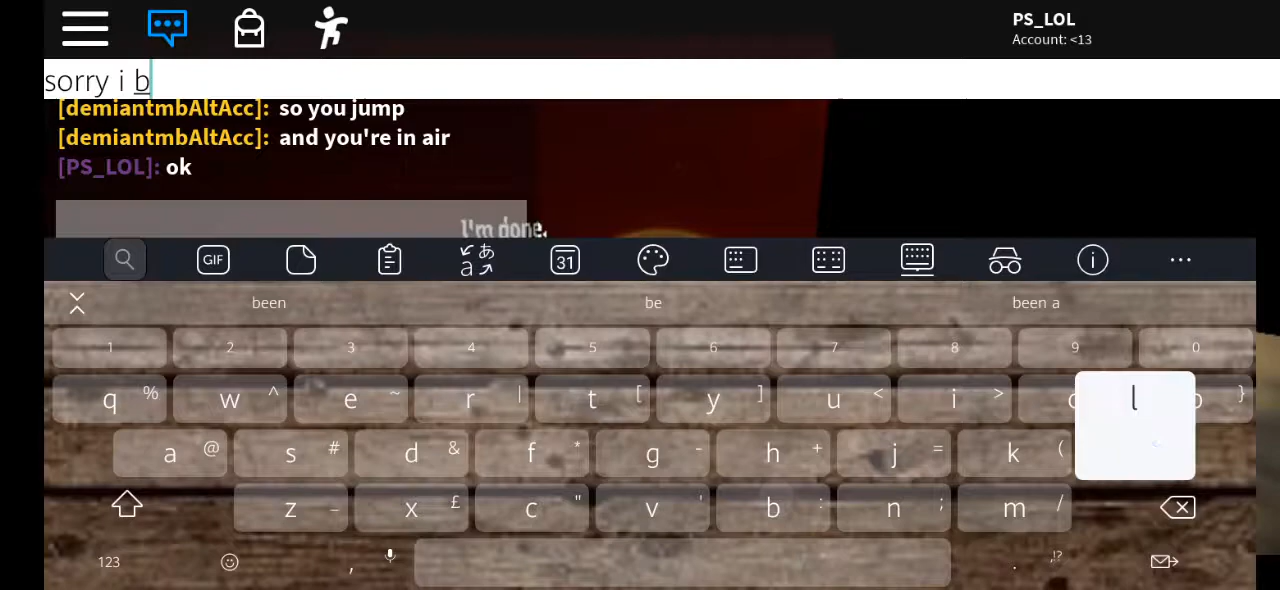 PS_LOL
Account: <13
sorry i b
[demiantmbAltAcc]: so you jump
[demiantmbAltAcc]: and you're in air
[PS_LOL]: ok
I'm done.
GIF
a あ
31
i
been be been a
1 2 3 4 5 6 7 8 9 0
q % w ^ e ~ r | t [ y ] u < i > o p }
a @ s # d & f * g - h + j = k ( l
z _ x £ c " v ' b : n ; m /
123 , . ,!?